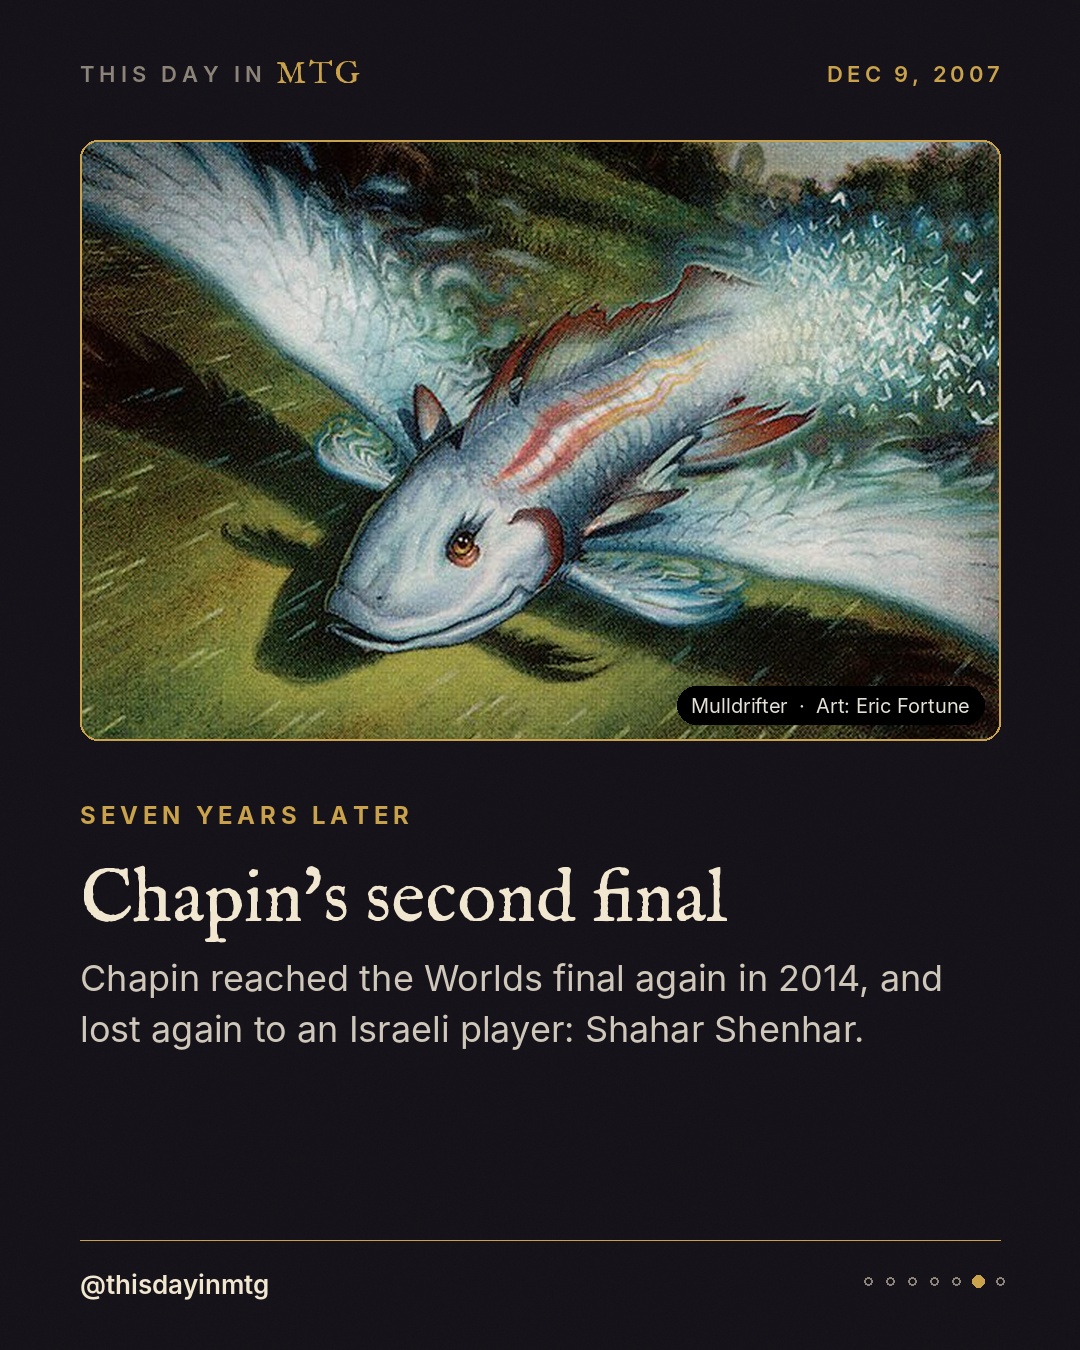 THIS DAY IN MTG
DEC 9, 2007
Mulldrifter · Art: Eric Fortune
SEVEN YEARS LATER
Chapin’s second final
Chapin reached the Worlds final again in 2014, and
lost again to an Israeli player: Shahar Shenhar.
@thisdayinmtg